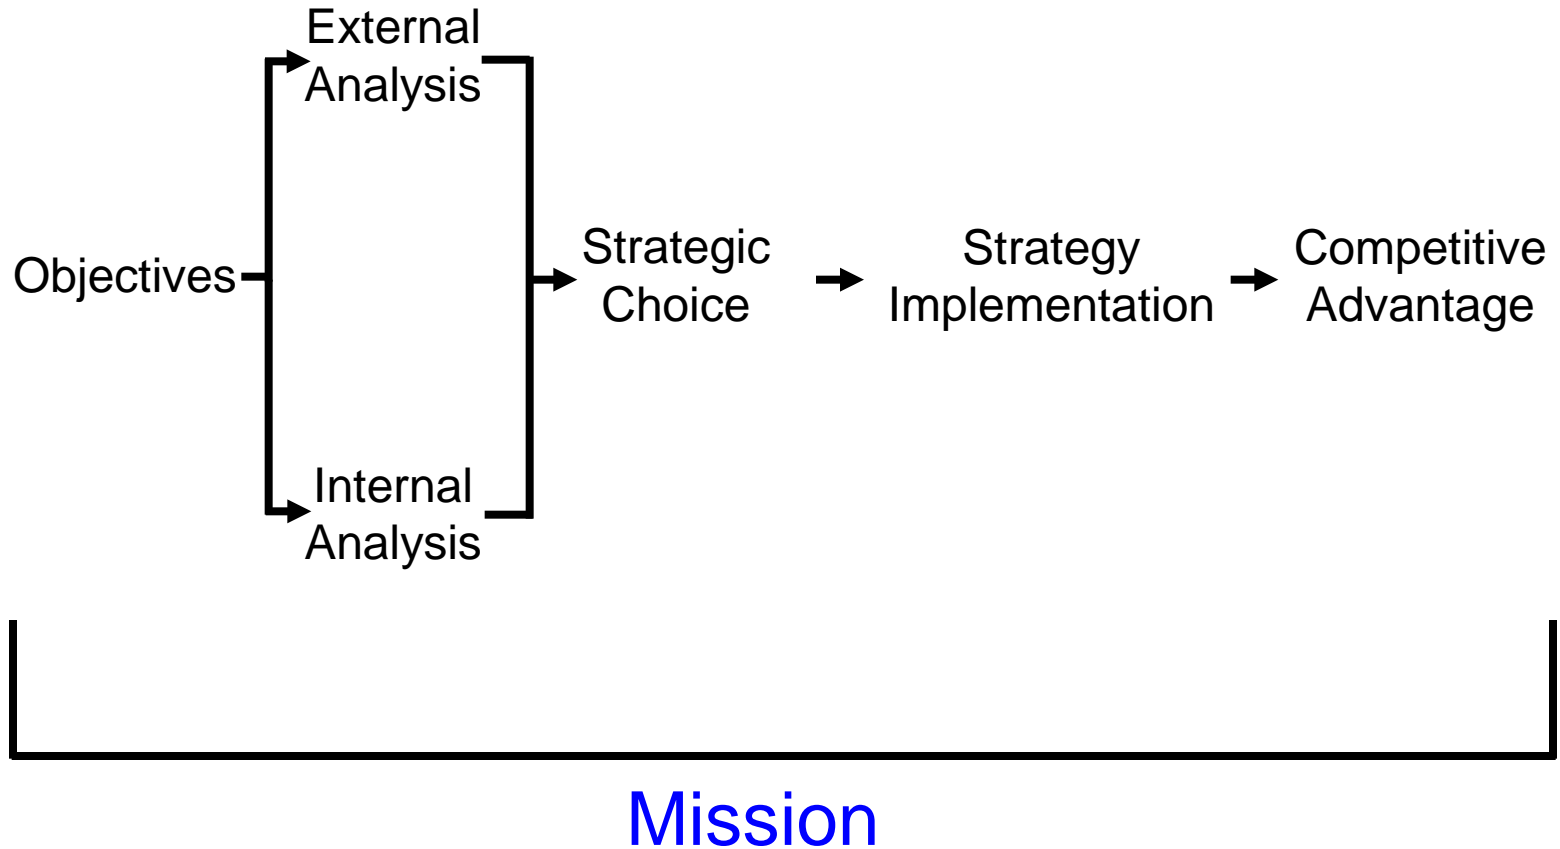 External
Analysis
Objectives
Strategic
Choice
Strategy
Implementation
Competitive
Advantage
Internal
Analysis
Mission